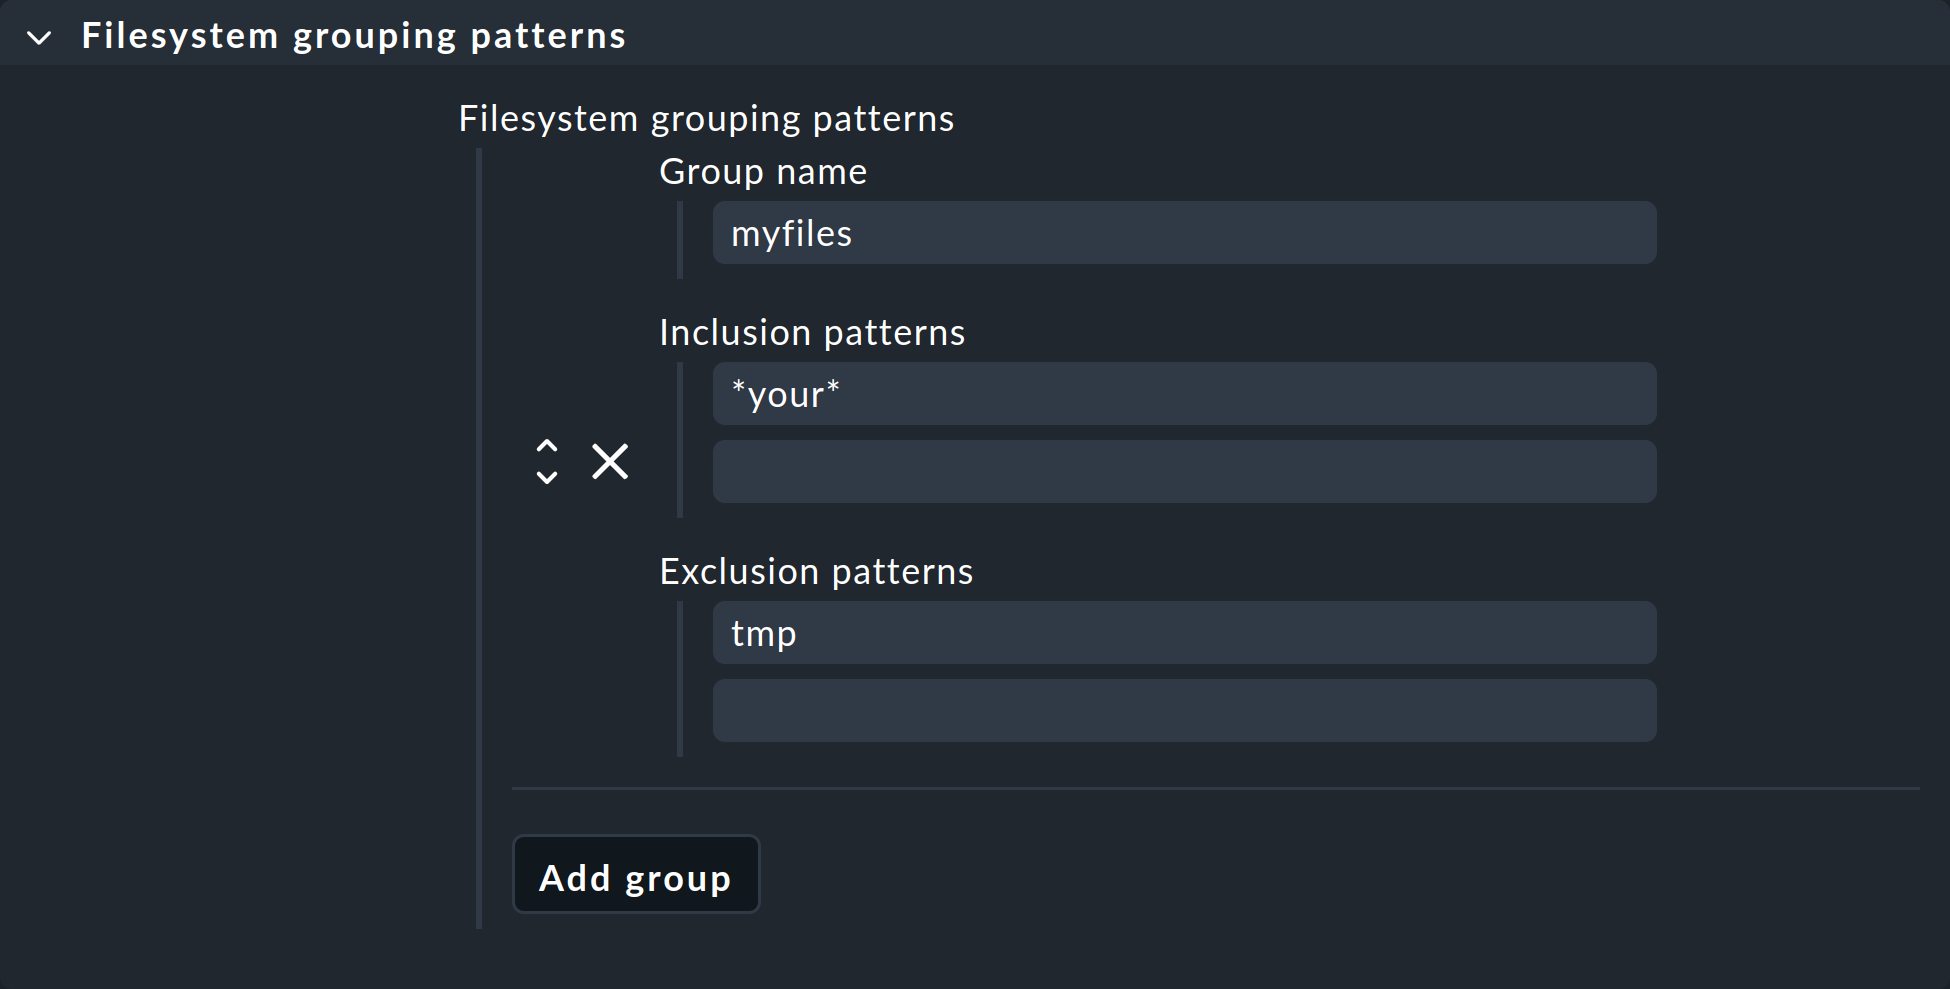 Filesystem grouping patterns
Filesystem grouping patterns
Group name
myfiles
Inclusion patterns
*your*
Exclusion patterns
tmp
Add group